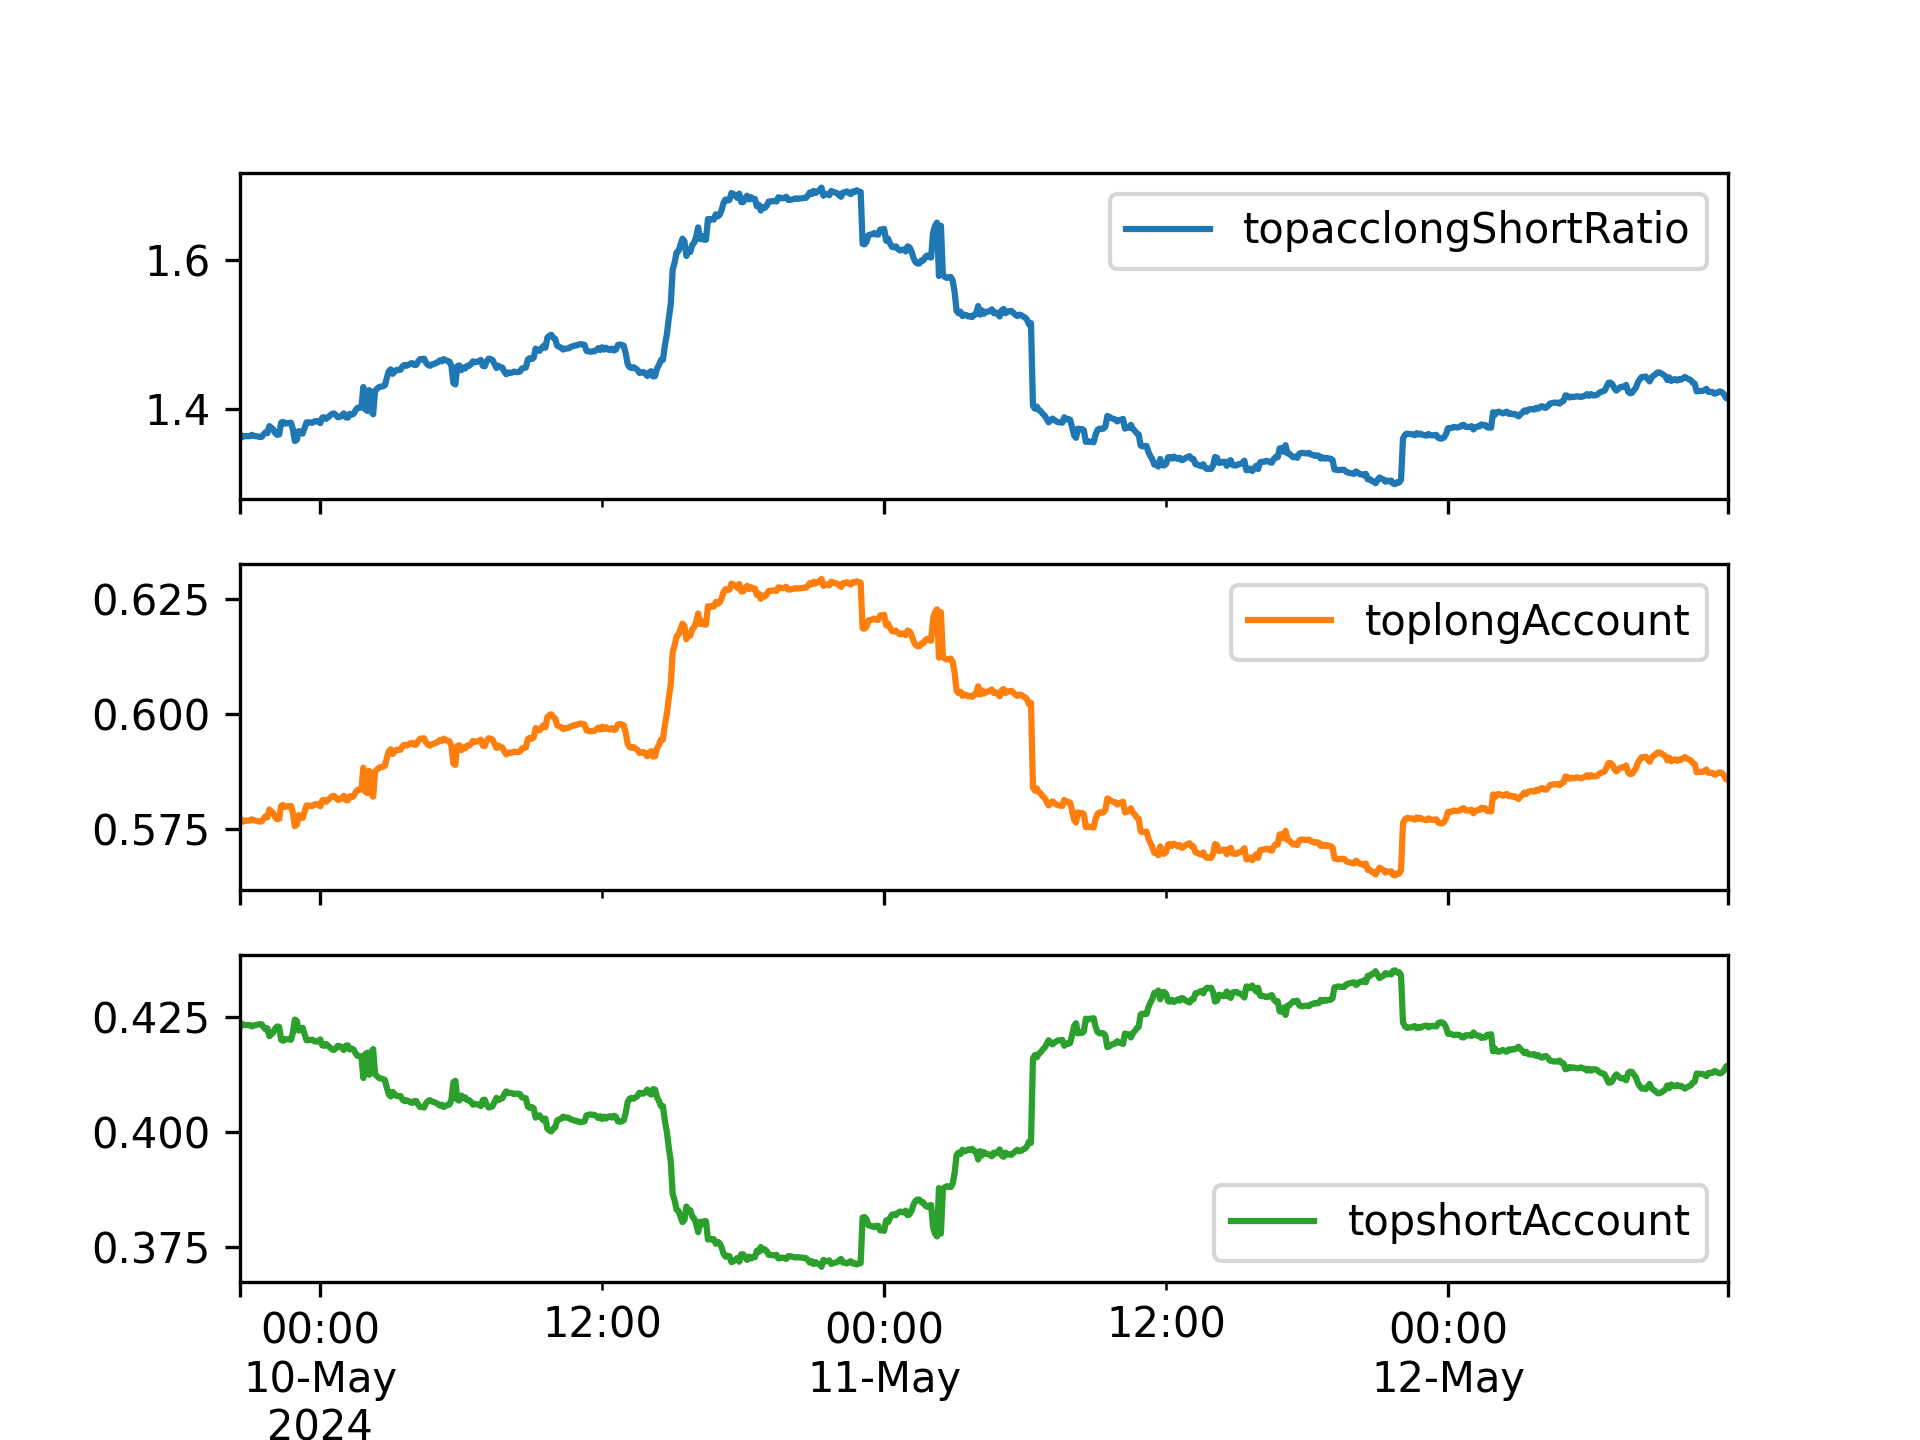 topacclongShortRatio
1.6
1.4
toplongAccount
0.625
0.600
0.575
0.425
0.400
0.375
topshortAccount
00:00 12:00 00:00 12:00 00:00
10-May 11-May 12-May
2024